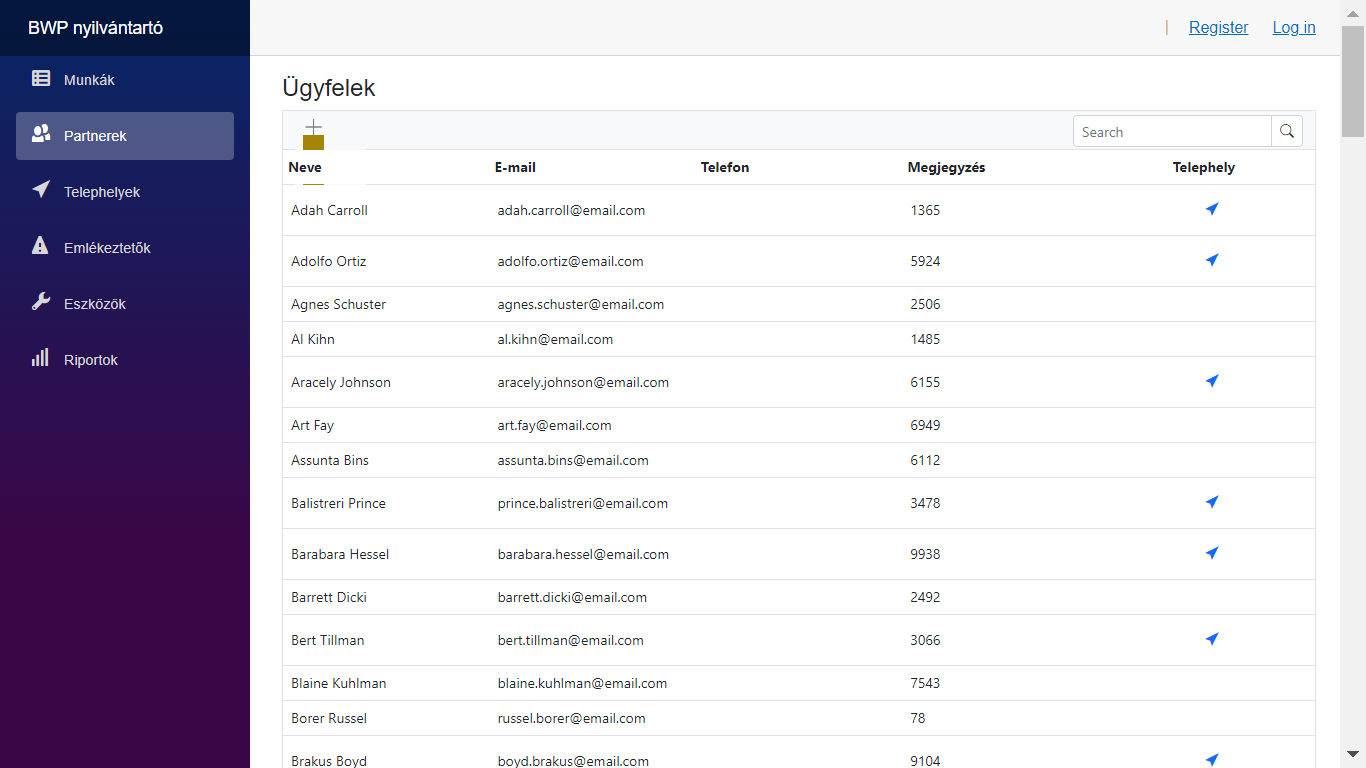 BWP nyilvántartó
Munkák
Partnerek
Telephelyek
Emlékeztetők
Eszközök
Riportok
| Register Log in
Ügyfelek
Search
Neve E-mail Telefon Megjegyzés Telephely
Adah Carroll adah.carroll@email.com 1365
Adolfo Ortiz adolfo.ortiz@email.com 5924
Agnes Schuster agnes.schuster@email.com 2506
Al Kihn al.kihn@email.com 1485
Aracely Johnson aracely.johnson@email.com 6155
Art Fay art.fay@email.com 6949
Assunta Bins assunta.bins@email.com 6112
Balistreri Prince prince.balistreri@email.com 3478
Barabara Hessel barabara.hessel@email.com 9938
Barrett Dicki barrett.dicki@email.com 2492
Bert Tillman bert.tillman@email.com 3066
Blaine Kuhlman blaine.kuhlman@email.com 7543
Borer Russel russel.borer@email.com 78
Brakus Boyd boyd.brakus@email.com 9104